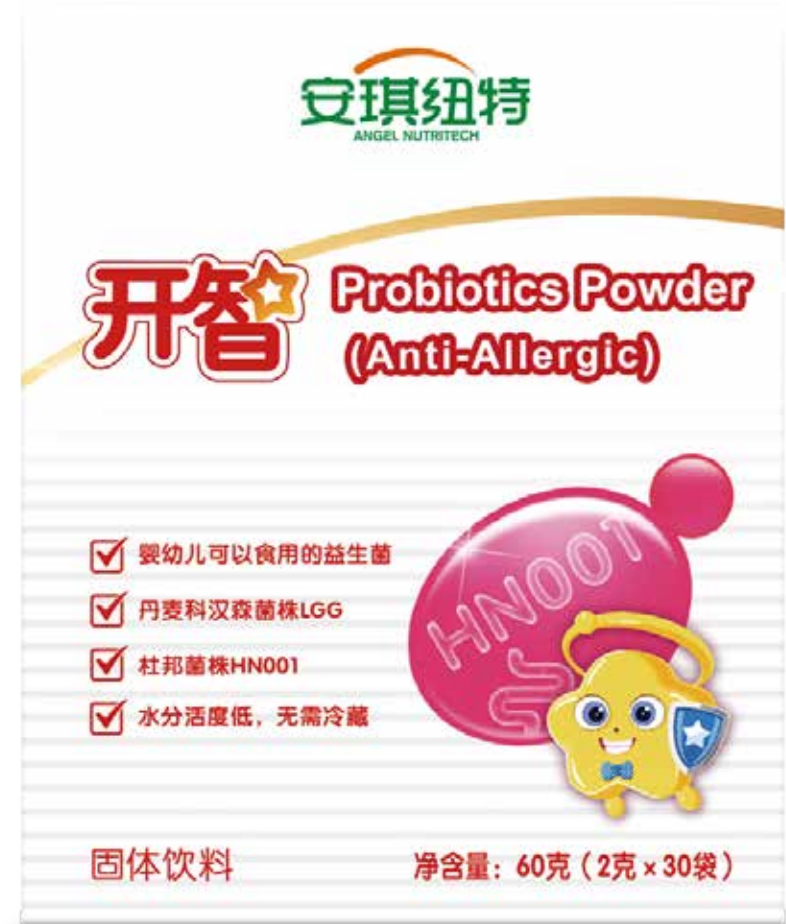 安琪纽特
ANGEL NUTRITECH
开智
Probiotics Powder
(Anti-Allergic)
HN001
婴幼儿可以食用的益生菌
丹麦科汉森菌株LGG
杜邦菌株HN001
水分活度低，无需冷藏
固体饮料
净含量：60克（2克×30袋）